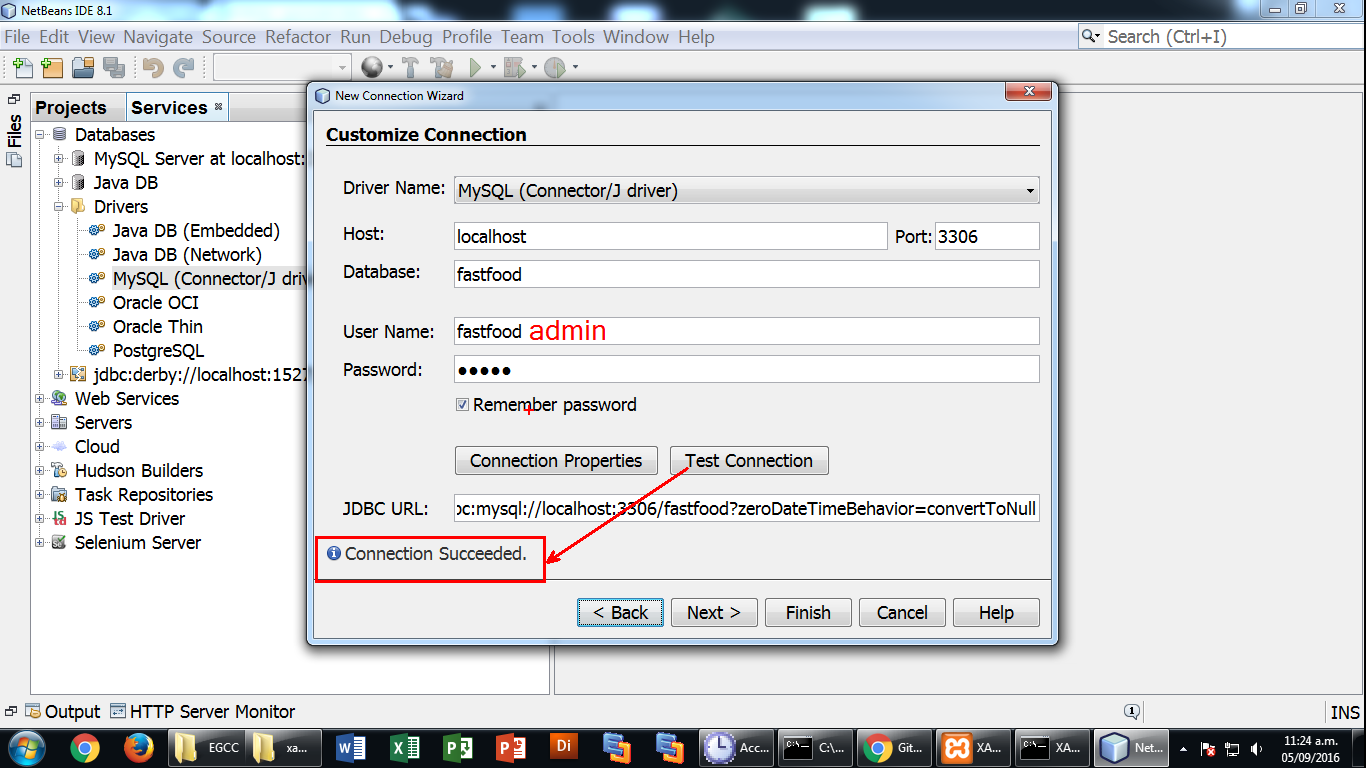 NetBeans IDE 8.1
File Edit View Navigate Source Refactor Run Debug Profile Team Tools Window Help
Search (Ctrl+I)
Files
Projects
Services
Databases
MySQL Server at localhost:
Java DB
Drivers
Java DB (Embedded)
Java DB (Network)
MySQL (Connector/J driv
Oracle OCI
Oracle Thin
PostgreSQL
jdbc:derby://localhost:1527
Web Services
Servers
Cloud
Hudson Builders
Task Repositories
JS Test Driver
Selenium Server
New Connection Wizard
Customize Connection
Driver Name: MySQL (Connector/J driver)
Host: localhost Port: 3306
Database: fastfood
User Name: fastfood admin
Password: ●●●●●
Remember password
Connection Properties Test Connection
JDBC URL: bc:mysql://localhost:3306/fastfood?zeroDateTimeBehavior=convertToNull
Connection Succeeded.
< Back Next > Finish Cancel Help
Output HTTP Server Monitor
1 INS
EGCC xa... Di Acc... C:\... Git... XA... XA... Net...
11:24 a.m.
05/09/2016